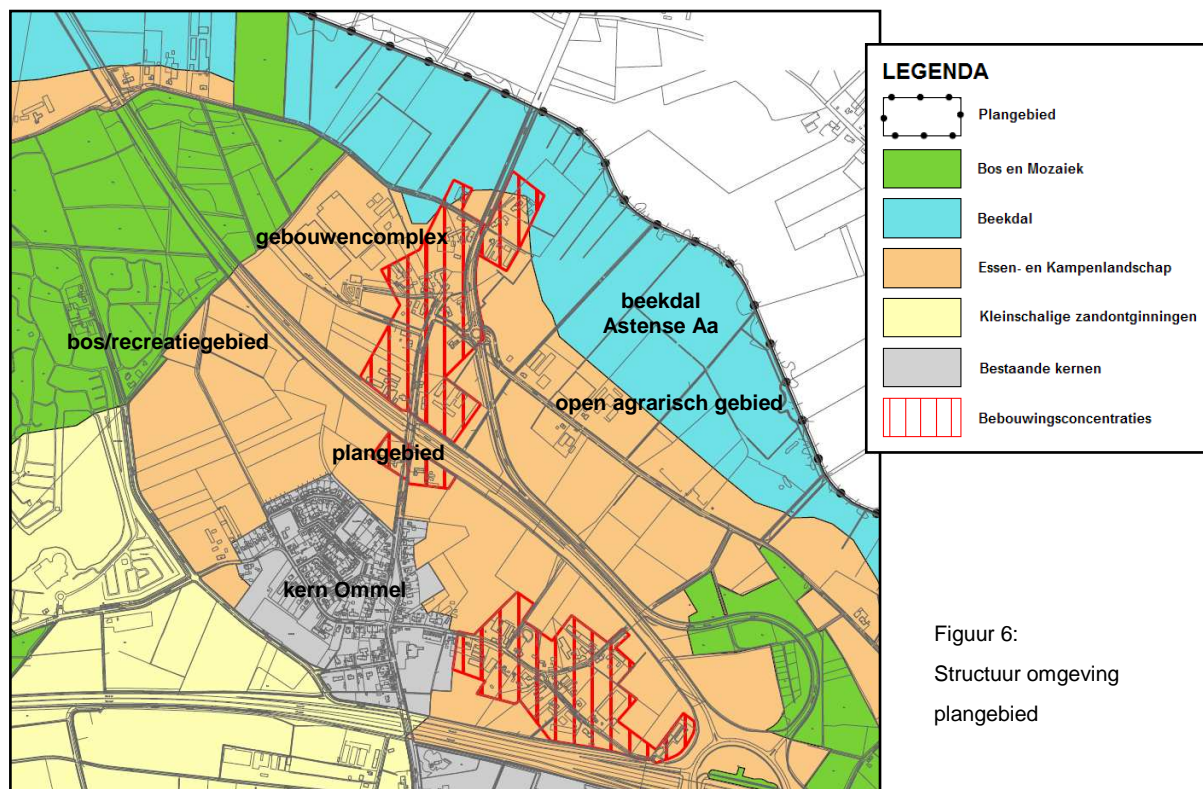 gebouwencomplex
beekdal
Astense Aa
bos/recreatiegebied
open agrarisch gebied
plangebied
kern Ommel
LEGENDA
Plangebied
Bos en Mozaiek
Beekdal
Essen- en Kampenlandschap
Kleinschalige zandontginningen
Bestaande kernen
Bebouwingsconcentraties
Figuur 6:
Structuur omgeving
plangebied